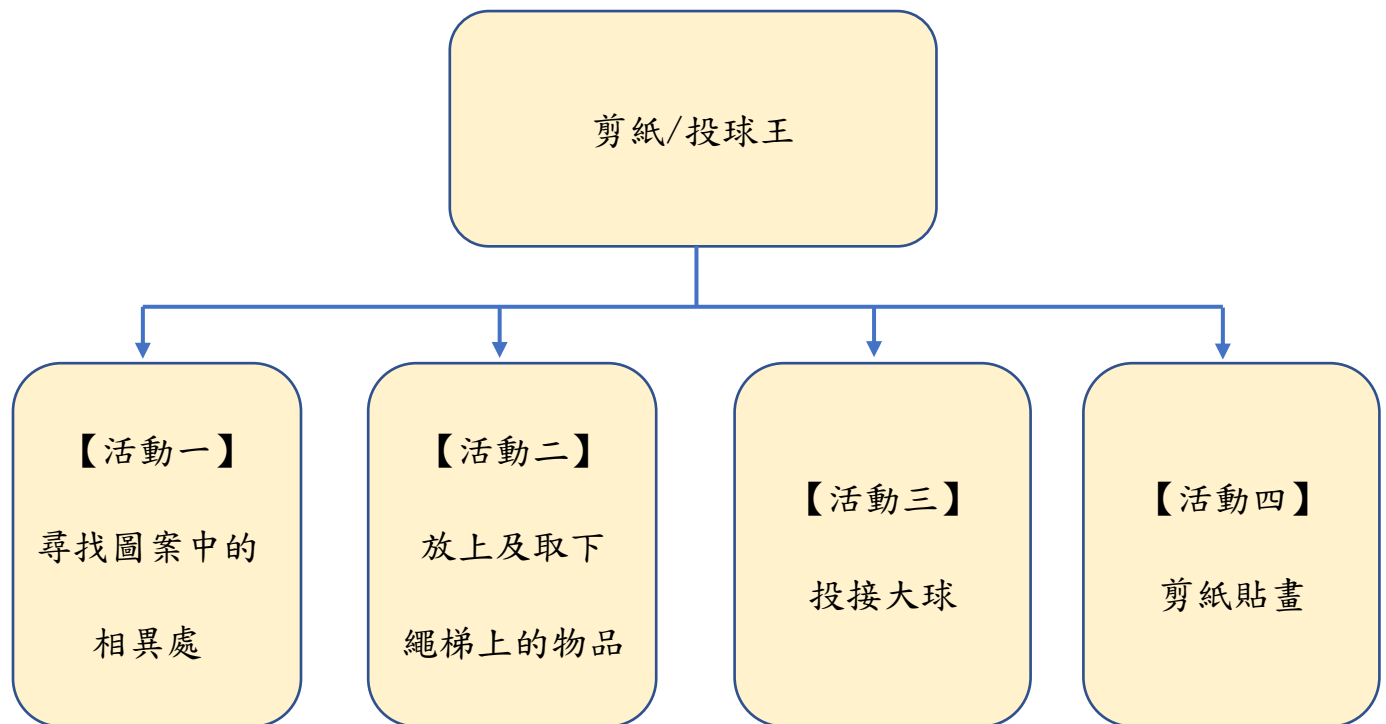 剪紙/投球王
【活動一】
尋找圖案中的
相異處
【活動二】
放上及取下
繩梯上的物品
【活動三】
投接大球
【活動四】
剪紙貼畫